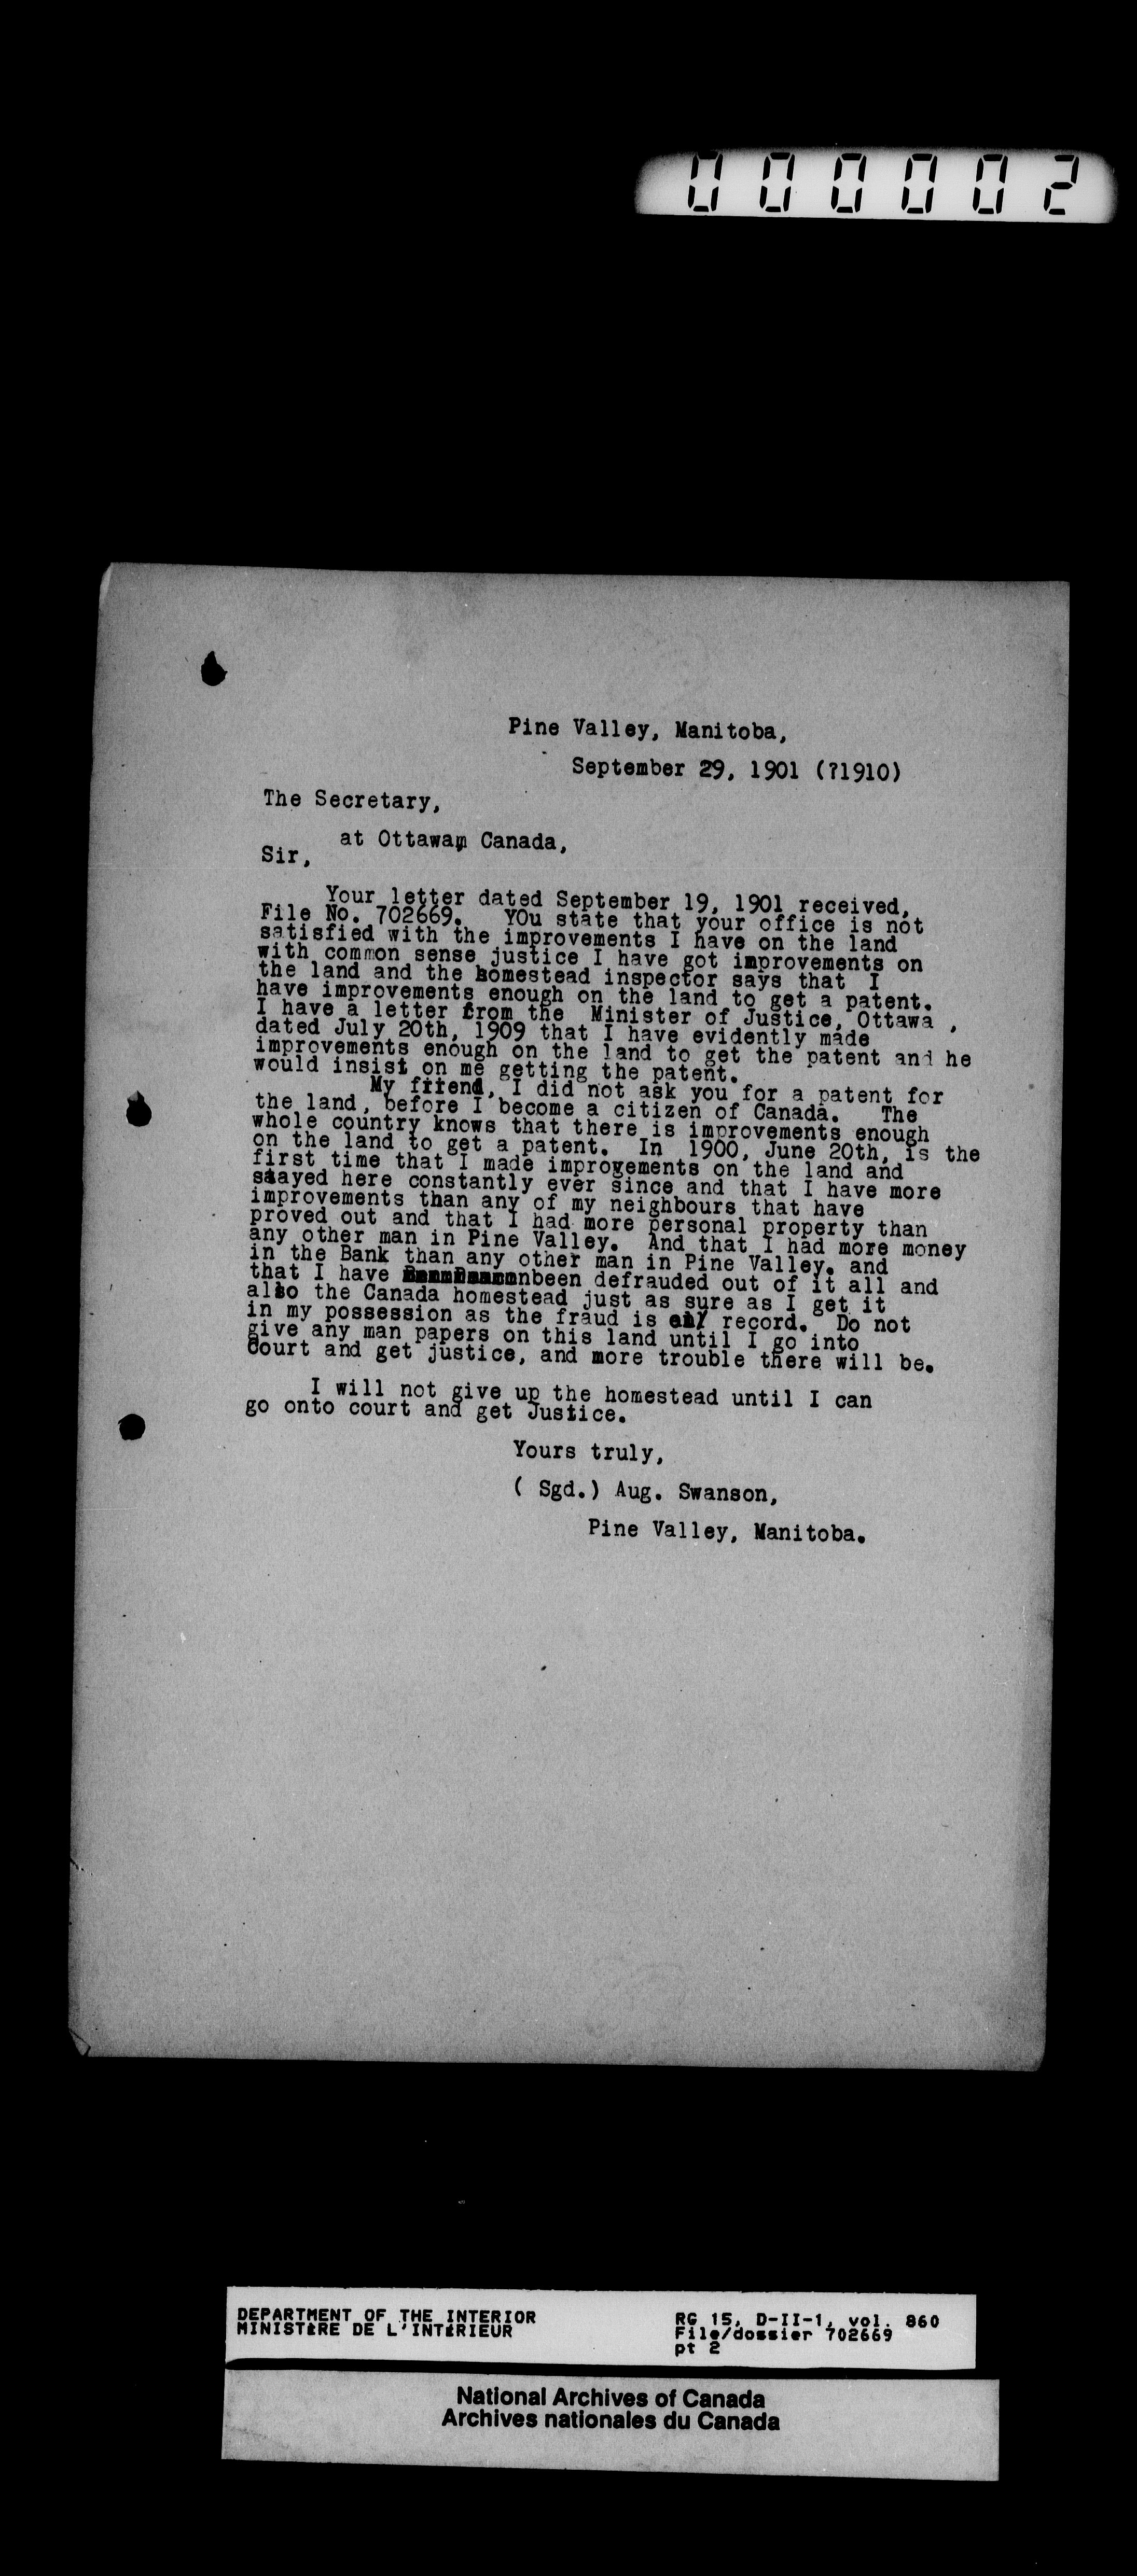 000002
Pine Valley, Manitoba,
September 29, 1901 (?1910)
The Secretary,
at Ottawa, Canada,
Sir,
Your letter dated September 19, 1901 received,
File No. 702669. YOu state that your office is not
satisfied with the improvements I have on the land
with common sense justice I have got improvements on
the land and the homestead inspector says that I
have improvements enough on the land to get a patent.
I have a letter from the Minister of Justice, Ottawa ,
dated July 20th, 1909 that I have evidently made
improvements enough on the land to get the patent and he
would insist on me getting the patent.
My friend, I did not ask you for a patent for
the land, before I become a citizen of Canada. The
whole country knows that there is improvements enough
on the land to get a patent. In 1900, June 20th, is the
first time that I made improvements on the land and
stayed here constantly ever since and that I have more
improvements than any of my neighbours that have
proved out and that I had more personal property than
any other man in Pine Valley. And that I had more money
in the Bank than any other man in Pine Valley. and
that I have been defrauded out of it all and
also the Canada homestead just as sure as I get it
in my possession as the fraud is record. Do not
give any man papers on this land until I go into
Court and get justice, and more trouble there will be.
I will not give up the homestead until I can
go onto court and get Justice.
Yours truly,
( Sgd.) Aug. Swanson,
Pine Valley, Manitoba.
DEPARTMENT OF THE INTERIOR
MINISTÈRE DE L'INTÉRIEUR
RG 15, D-II-1, vol. 860
File/dossier 702669
pt 2
National Archives of Canada
Archives nationales du Canada